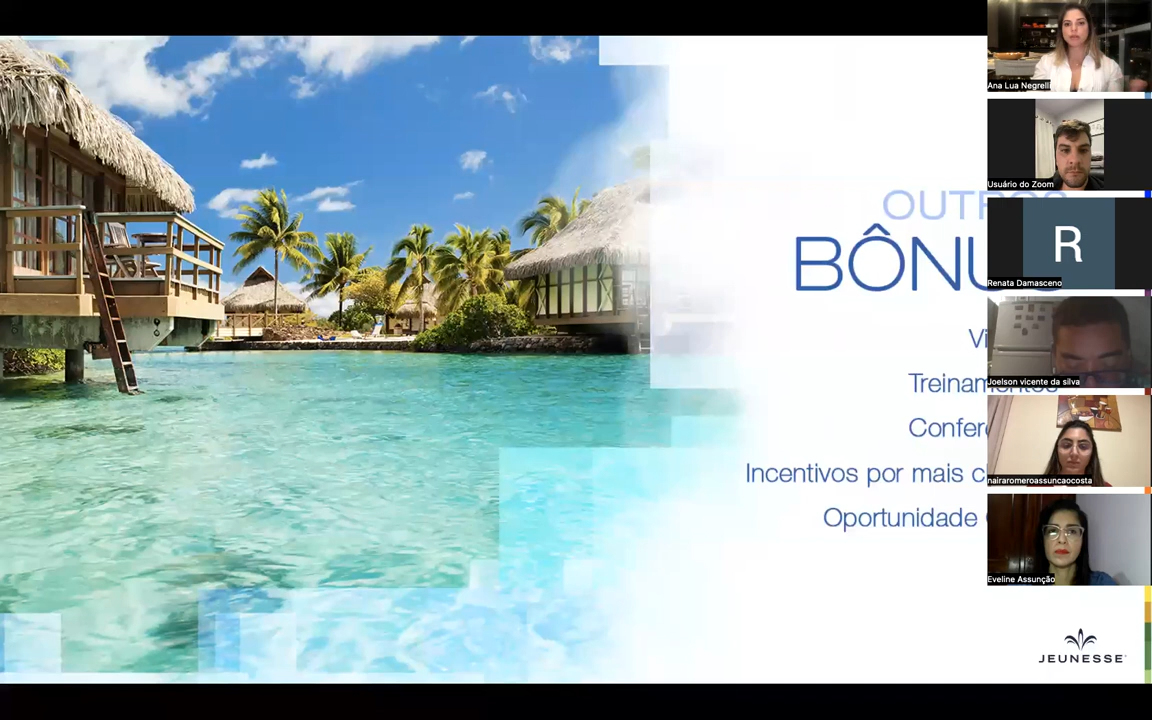 OUTROS
BÔNU
Vi
Treinamentos
Confer
Incentivos por mais c
Oportunidade
JEUNESSE
Ana Lua Negrelli
Usuário do Zoom
R
Renata Damasceno
Joelson vicente da silva
nairaromeroassuncaocosta
Eveline Assunção